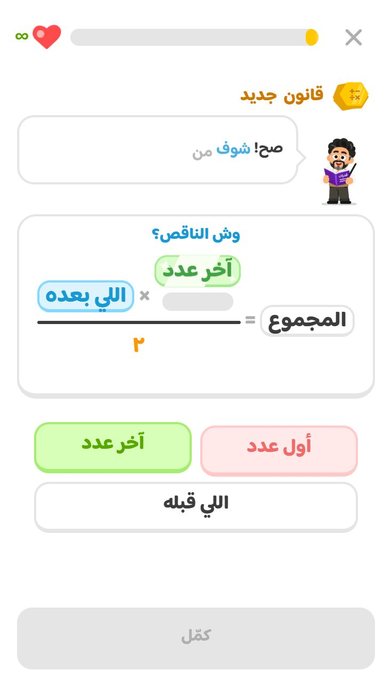 ∞
قانون جديد
صح! شوف من
وش الناقص؟
آخر عدد
المجموع = × اللي بعده
٢
أول عدد
آخر عدد
اللي قبله
كمّل